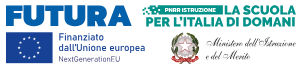 FUTURA
PNRR ISTRUZIONE
LA SCUOLA
PER L'ITALIA DI DOMANI
Finanziato
dall'Unione europea
NextGenerationEU
Ministero dell'Istruzione
e del Merito